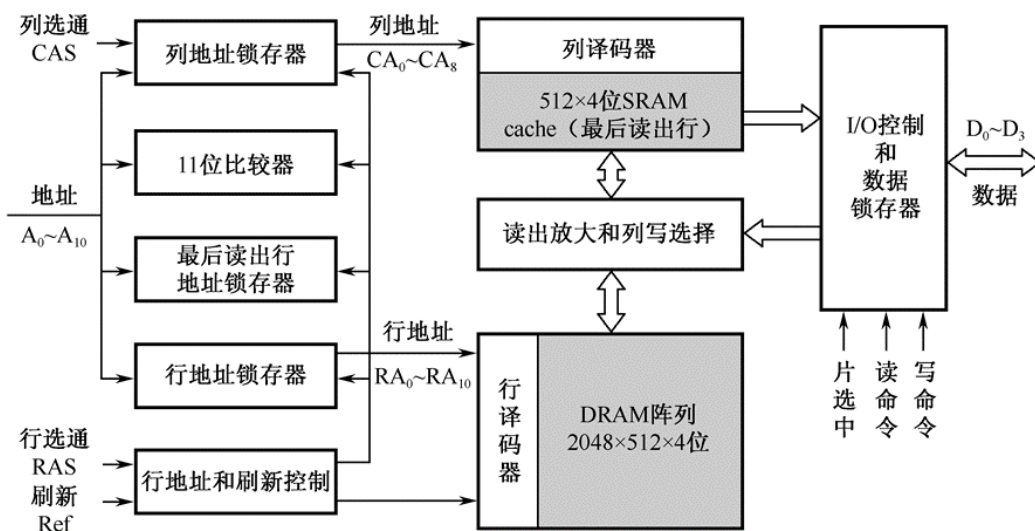 列选通
CAS
列地址锁存器
列地址
CA₀~CA₈
列译码器
512×4位SRAM
cache（最后读出行）
I/O控制
和
数据
锁存器
D₀~D₃
数据
11位比较器
地址
A₀~A₁₀
最后读出行
地址锁存器
读出放大和列写选择
行地址锁存器
行地址
RA₀~RA₁₀
行译码器
DRAM阵列
2048×512×4位
片选中
读命令
写命令
行选通
RAS
刷新
Ref
行地址和刷新控制